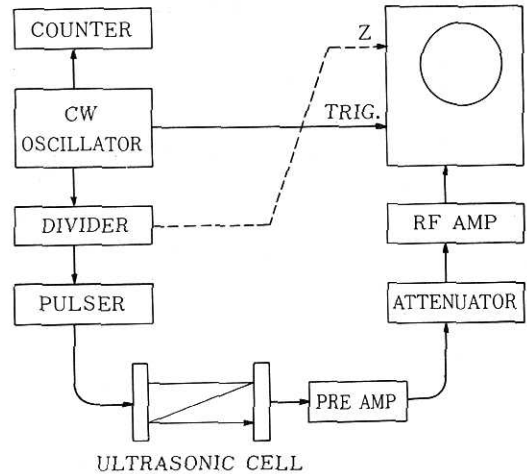 COUNTER
Z
CW
OSCILLATOR
TRIG.
DIVIDER
RF AMP
PULSER
ATTENUATOR
PRE AMP
ULTRASONIC CELL